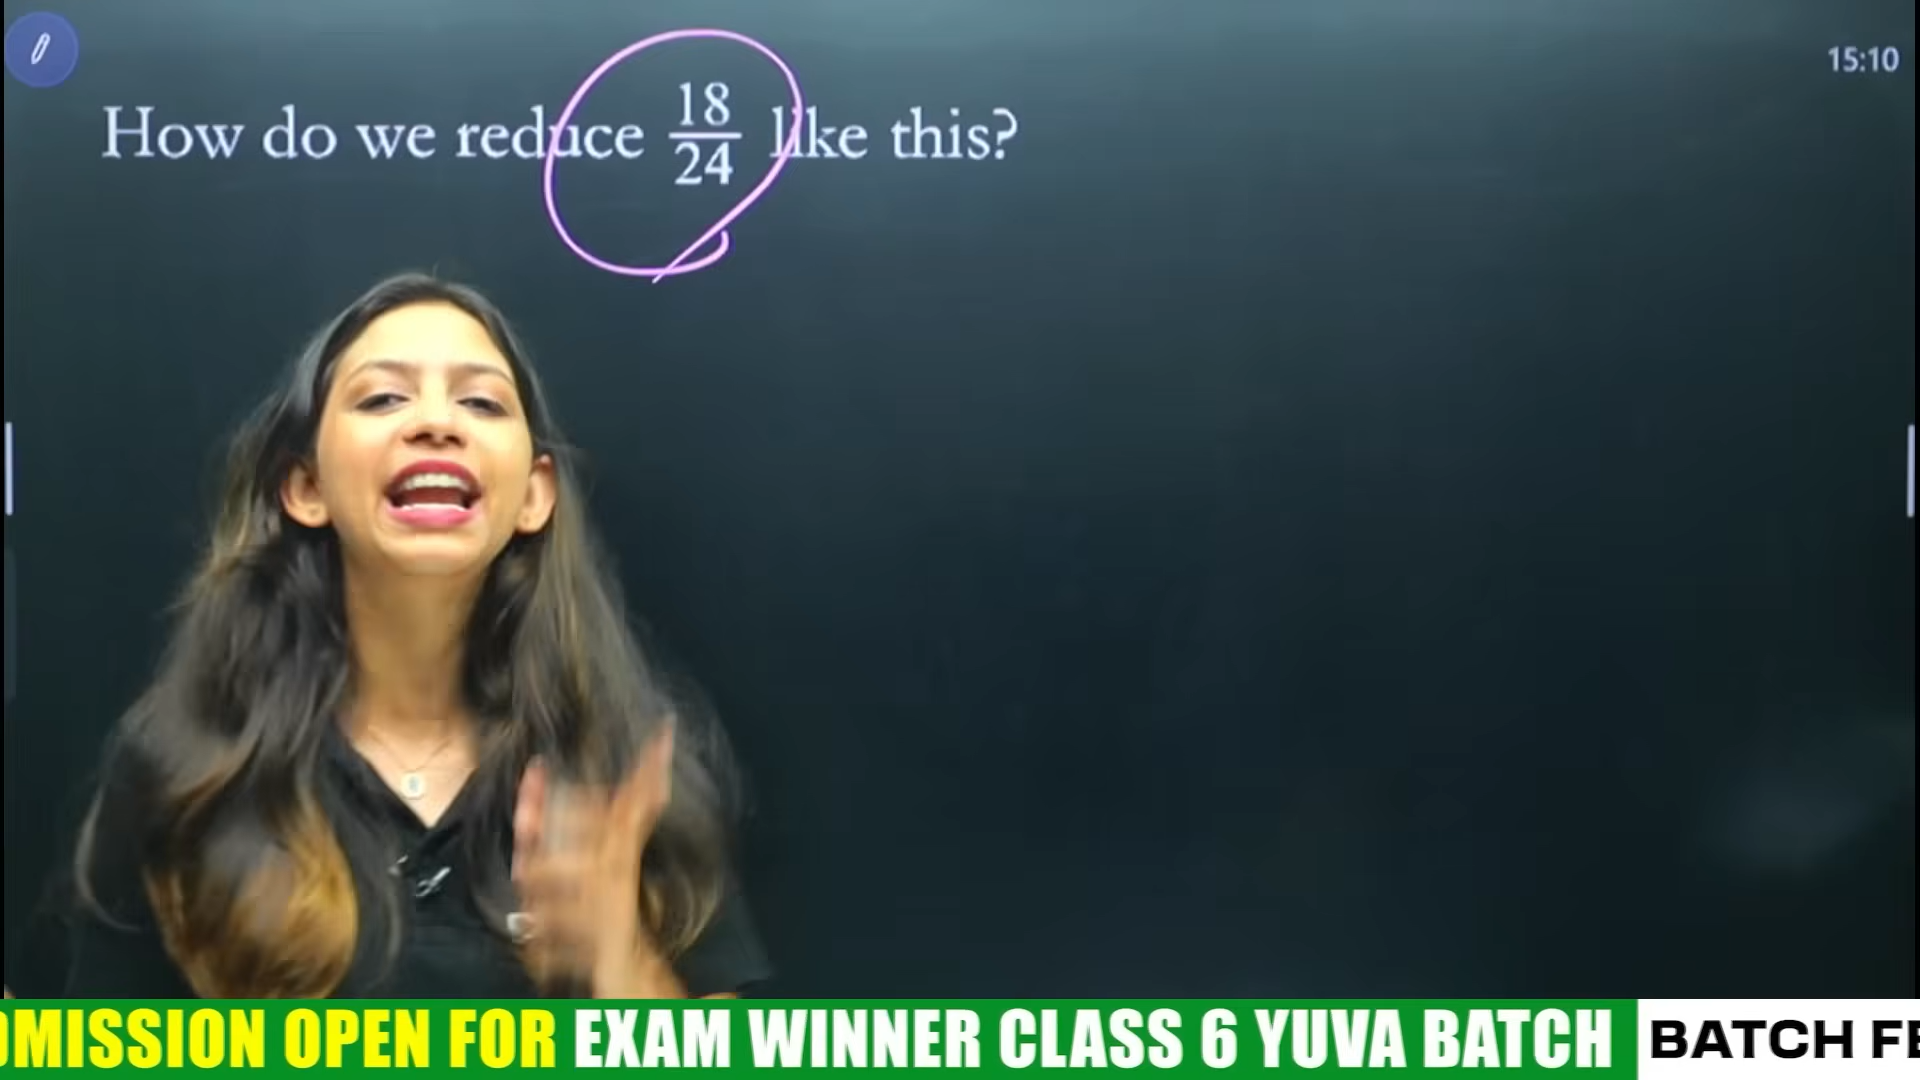 15:10
How do we reduce 18/24 like this?
DMISSION OPEN FOR EXAM WINNER CLASS 6 YUVA BATCH BATCH FE